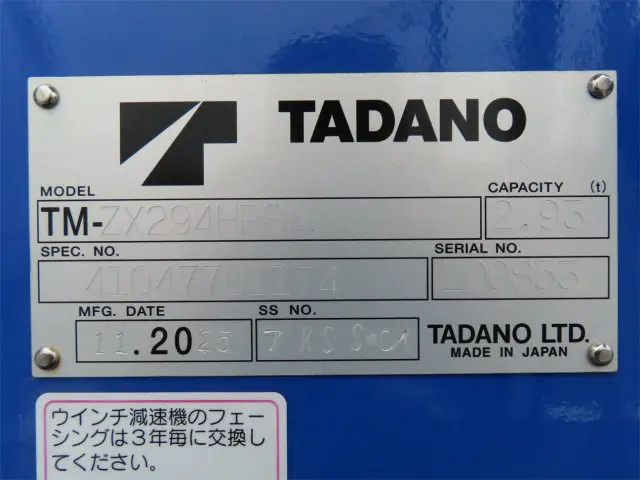 TADANO
MODEL
CAPACITY (t)
TM-ZX294HRS
2.93
SPEC. NO.
SERIAL NO.
MFG. DATE
SS NO.
11.2025
TADANO LTD.
MADE IN JAPAN
ウインチ減速機のフェー
シングは3年毎に交換し
てください。